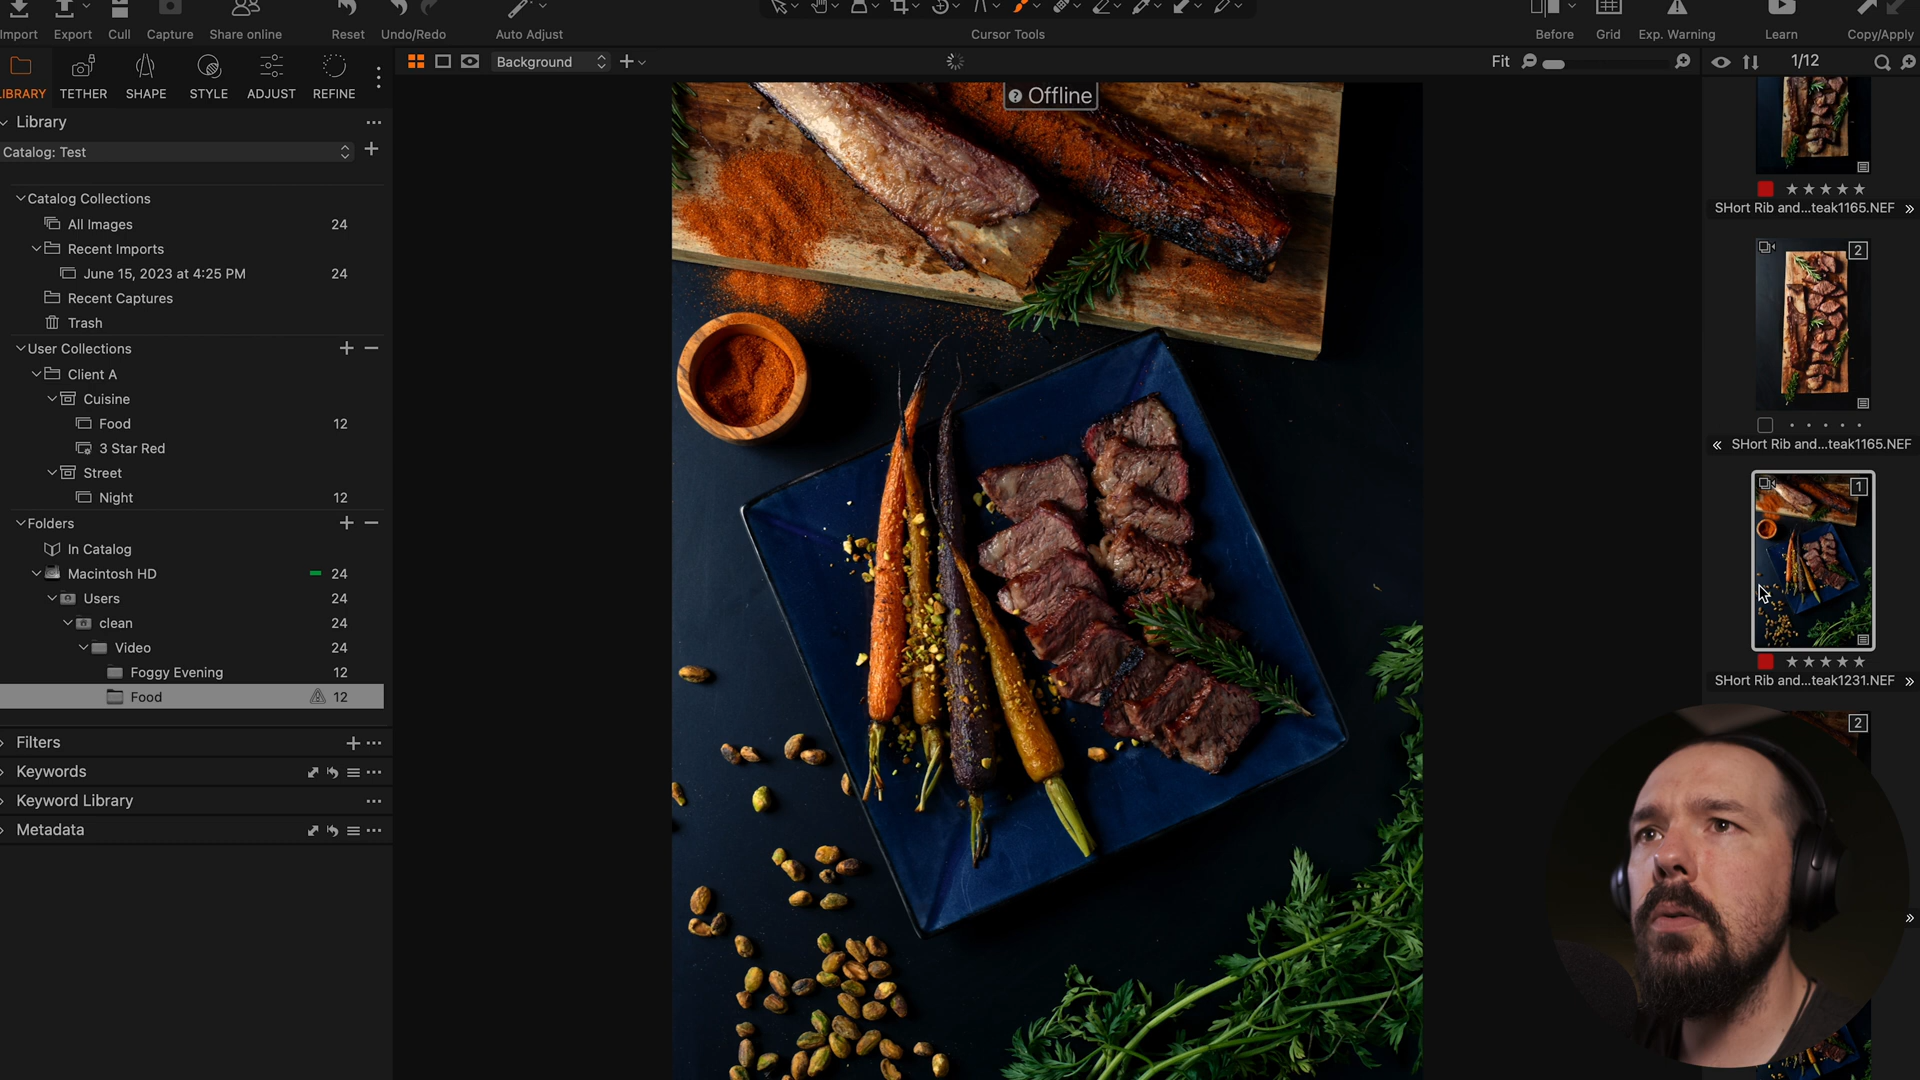 Import Export Cull Capture Share online Reset Undo/Redo Auto Adjust Cursor Tools Before Grid Exp. Warning Learn Copy/Apply
LIBRARY TETHER SHAPE STYLE ADJUST REFINE
Background
Fit
1/12
Offline
Library
Catalog: Test
Catalog Collections
All Images 24
Recent Imports
June 15, 2023 at 4:25 PM 24
Recent Captures
Trash
User Collections
Client A
Cuisine
Food 12
3 Star Red
Street
Night 12
Folders
In Catalog
Macintosh HD 24
Users 24
clean 24
Video 24
Foggy Evening 12
Food 12
Filters
Keywords
Keyword Library
Metadata
SHort Rib and...teak1165.NEF
2
SHort Rib and...teak1165.NEF
1
SHort Rib and...teak1231.NEF
2